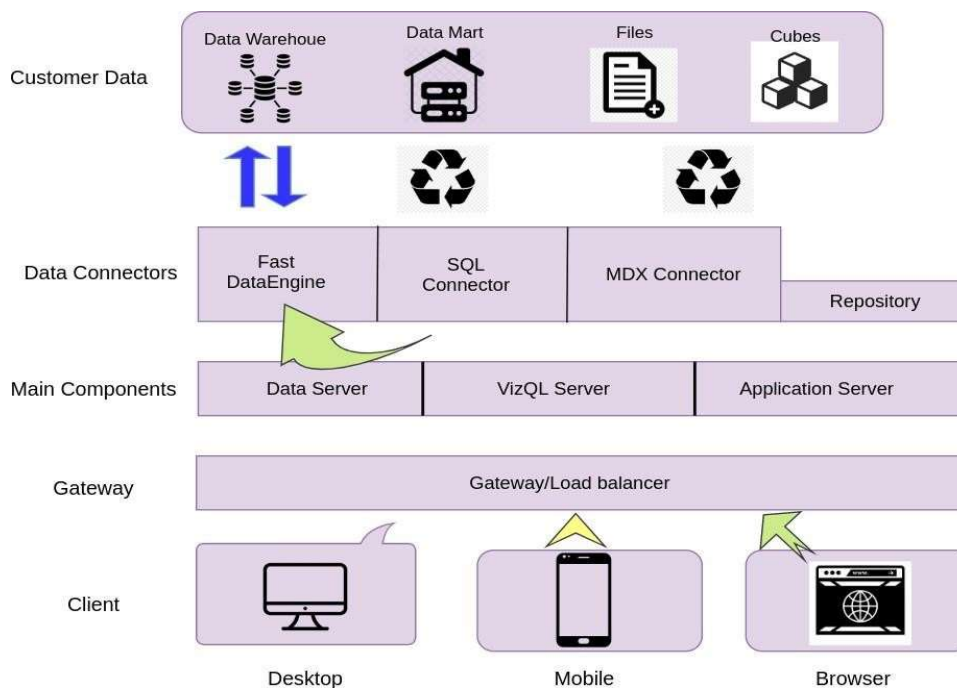 Data Warehoue
Data Mart
Files
Cubes
Customer Data
Data Connectors
Fast
DataEngine
SQL
Connector
MDX Connector
Repository
Main Components
Data Server
VizQL Server
Application Server
Gateway
Gateway/Load balancer
Client
WWW
Desktop
Mobile
Browser